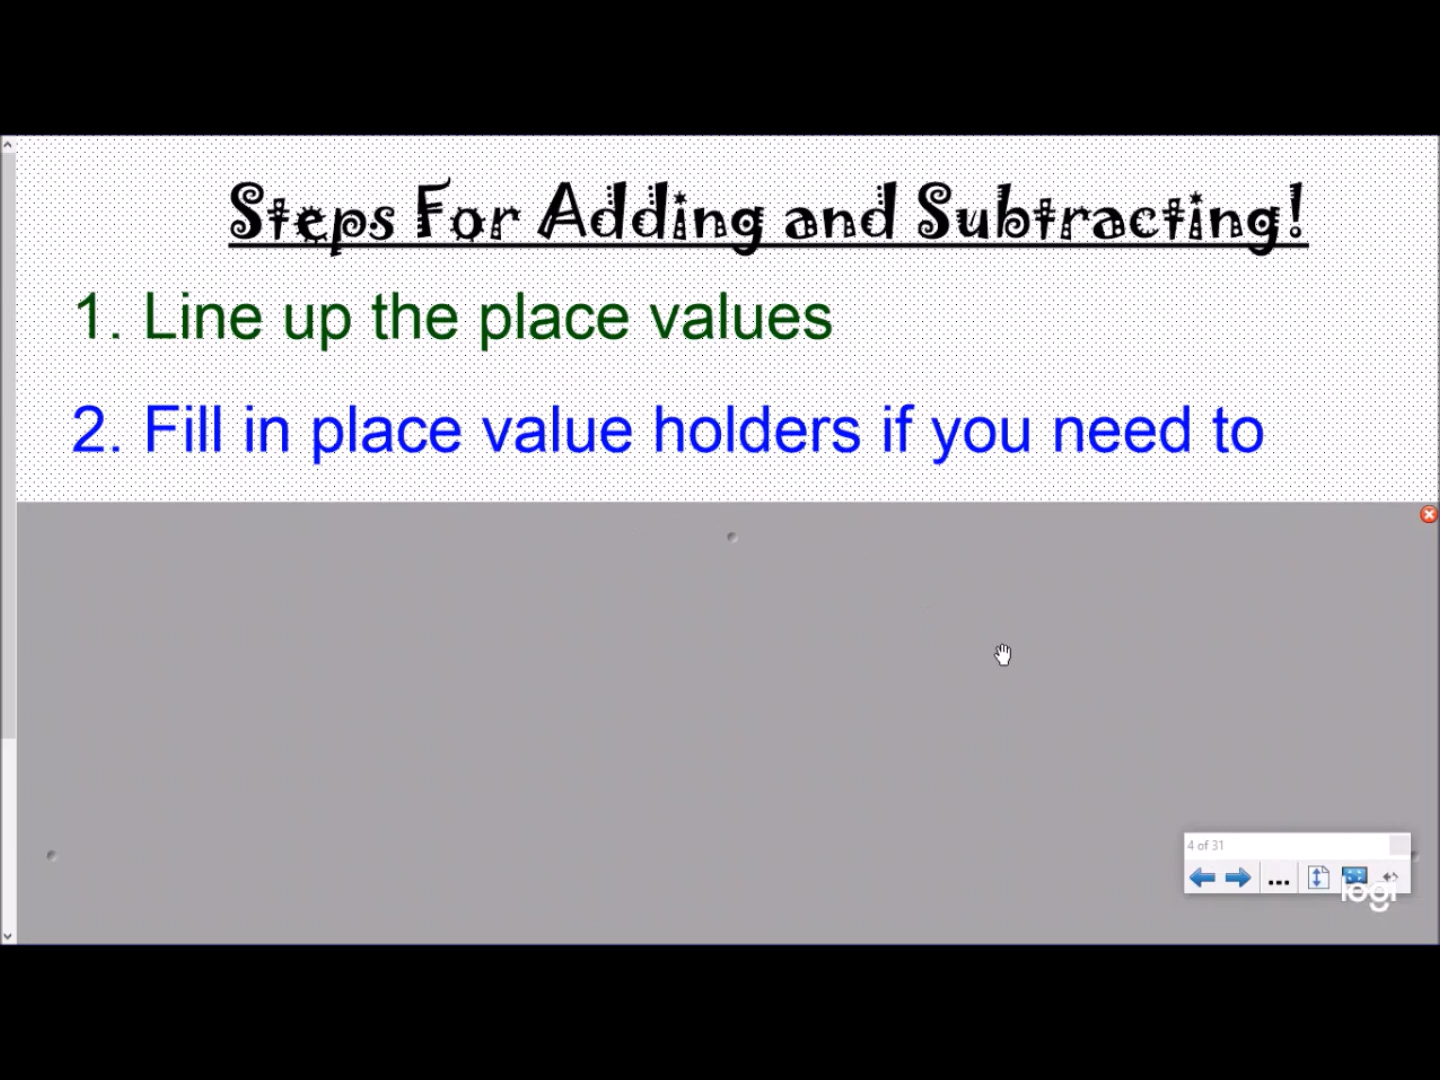 Steps For Adding and Subtracting!
1. Line up the place values
2. Fill in place value holders if you need to
4 of 31
logi